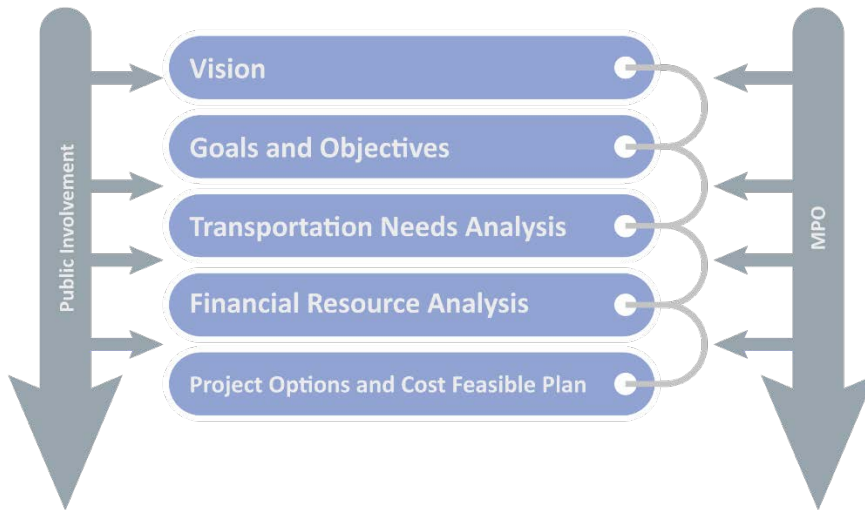 Vision
Goals and Objectives
Transportation Needs Analysis
Financial Resource Analysis
Project Options and Cost Feasible Plan
Public Involvement
MPO